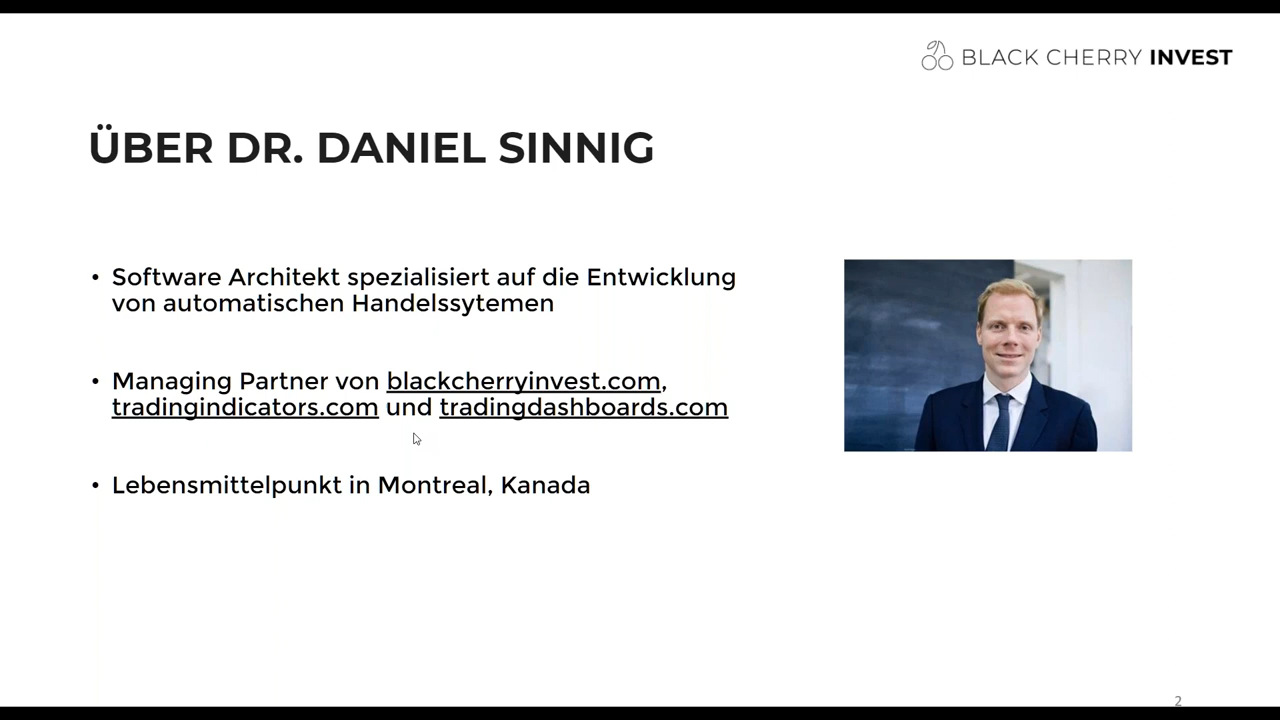 BLACK CHERRY INVEST
ÜBER DR. DANIEL SINNIG
• Software Architekt spezialisiert auf die Entwicklung
von automatischen Handelssytemen
• Managing Partner von blackcherryinvest.com,
tradingindicators.com und tradingdashboards.com
• Lebensmittelpunkt in Montreal, Kanada
2